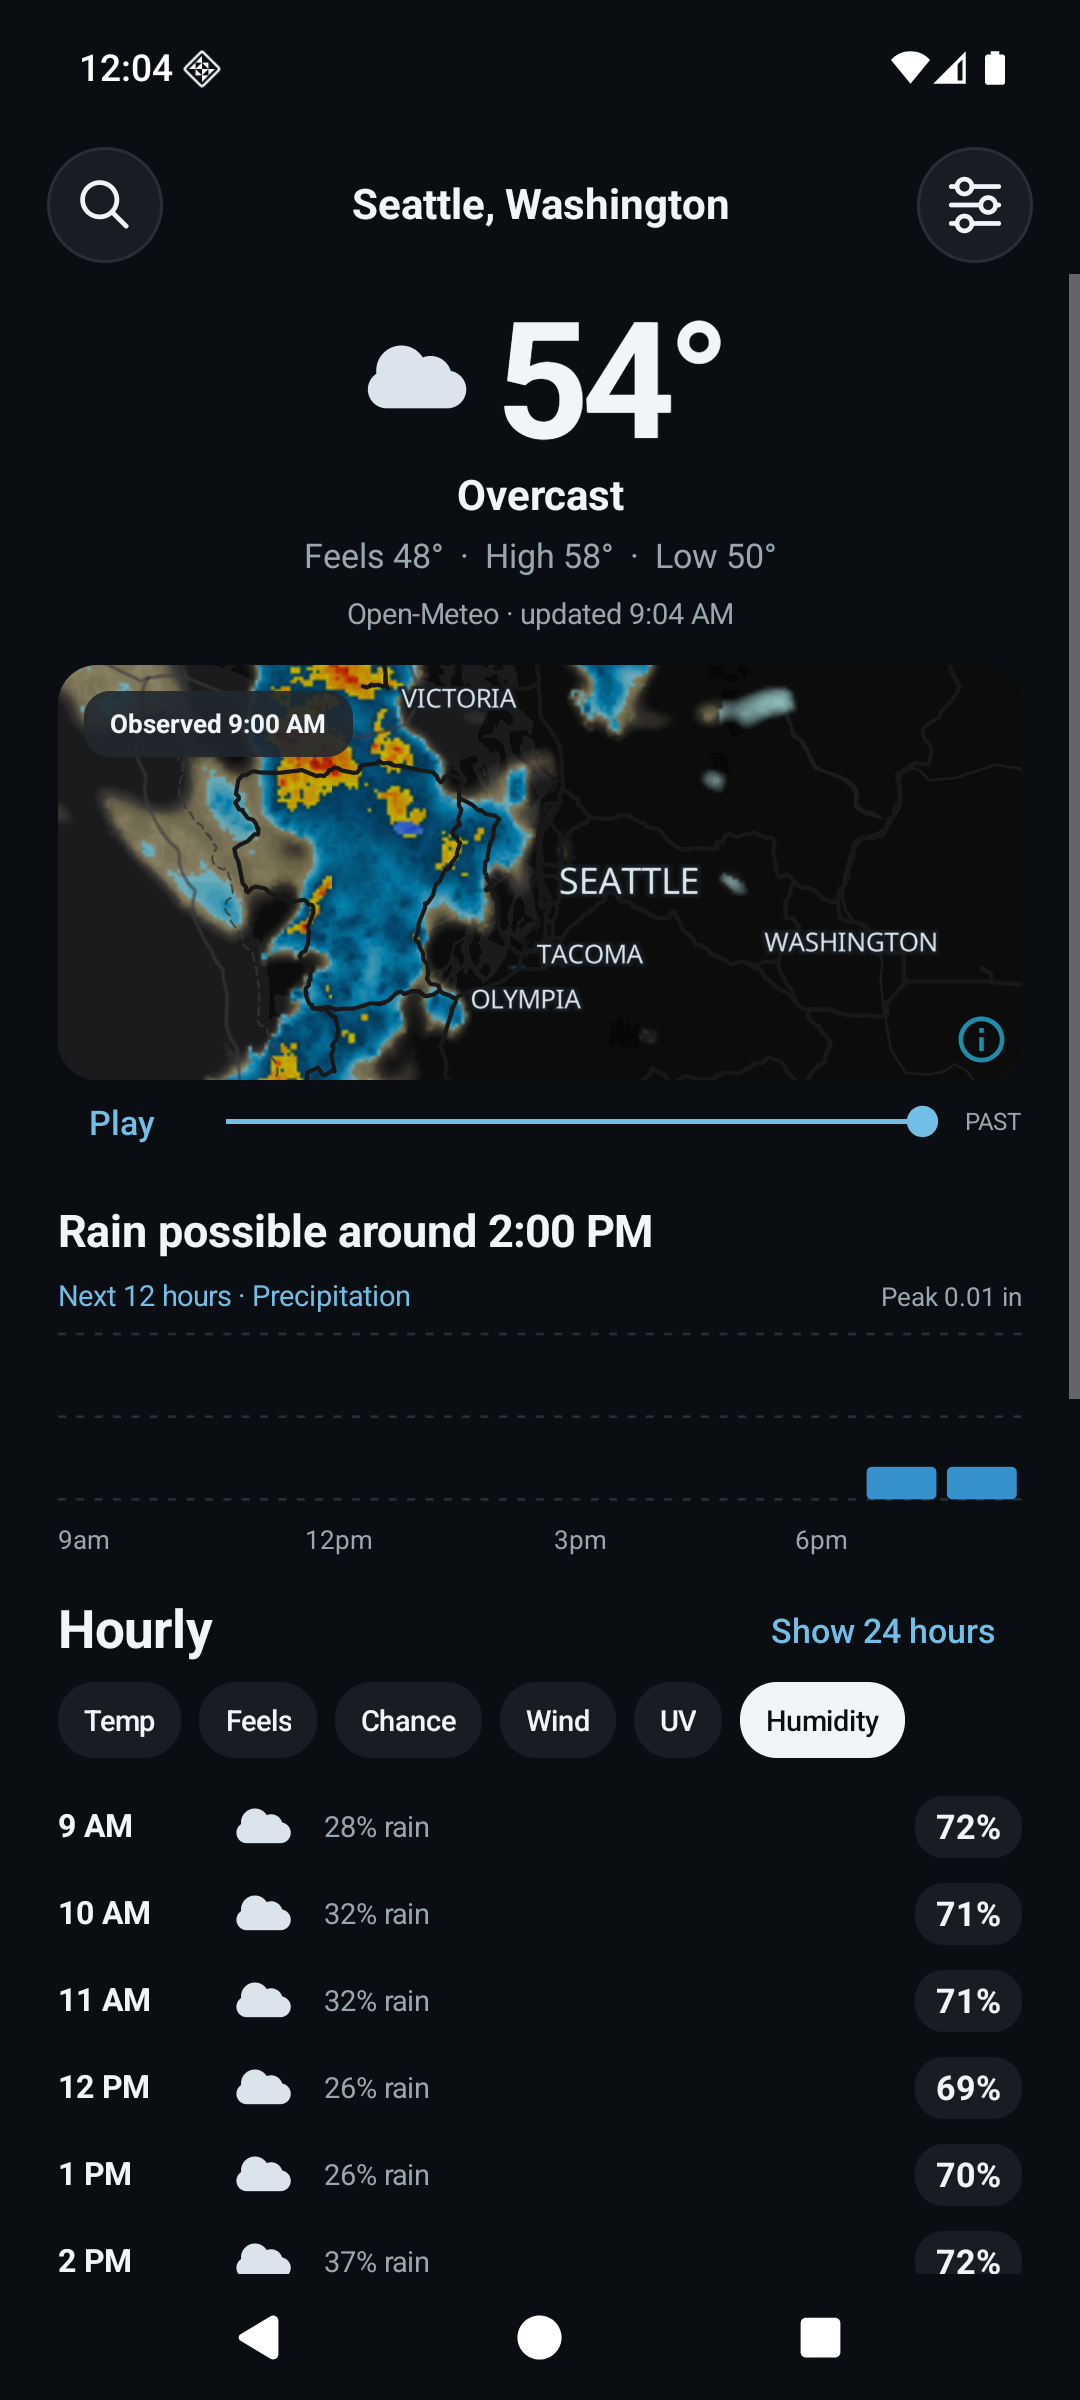 12:04
Seattle, Washington
54°
Overcast
Feels 48° · High 58° · Low 50°
Open-Meteo · updated 9:04 AM
Observed 9:00 AM
VICTORIA
SEATTLE
TACOMA
WASHINGTON
OLYMPIA
Play
PAST
Rain possible around 2:00 PM
Next 12 hours · Precipitation
Peak 0.01 in
9am 12pm 3pm 6pm
Hourly
Show 24 hours
Temp Feels Chance Wind UV Humidity
9 AM 28% rain 72%
10 AM 32% rain 71%
11 AM 32% rain 71%
12 PM 26% rain 69%
1 PM 26% rain 70%
2 PM 37% rain 72%